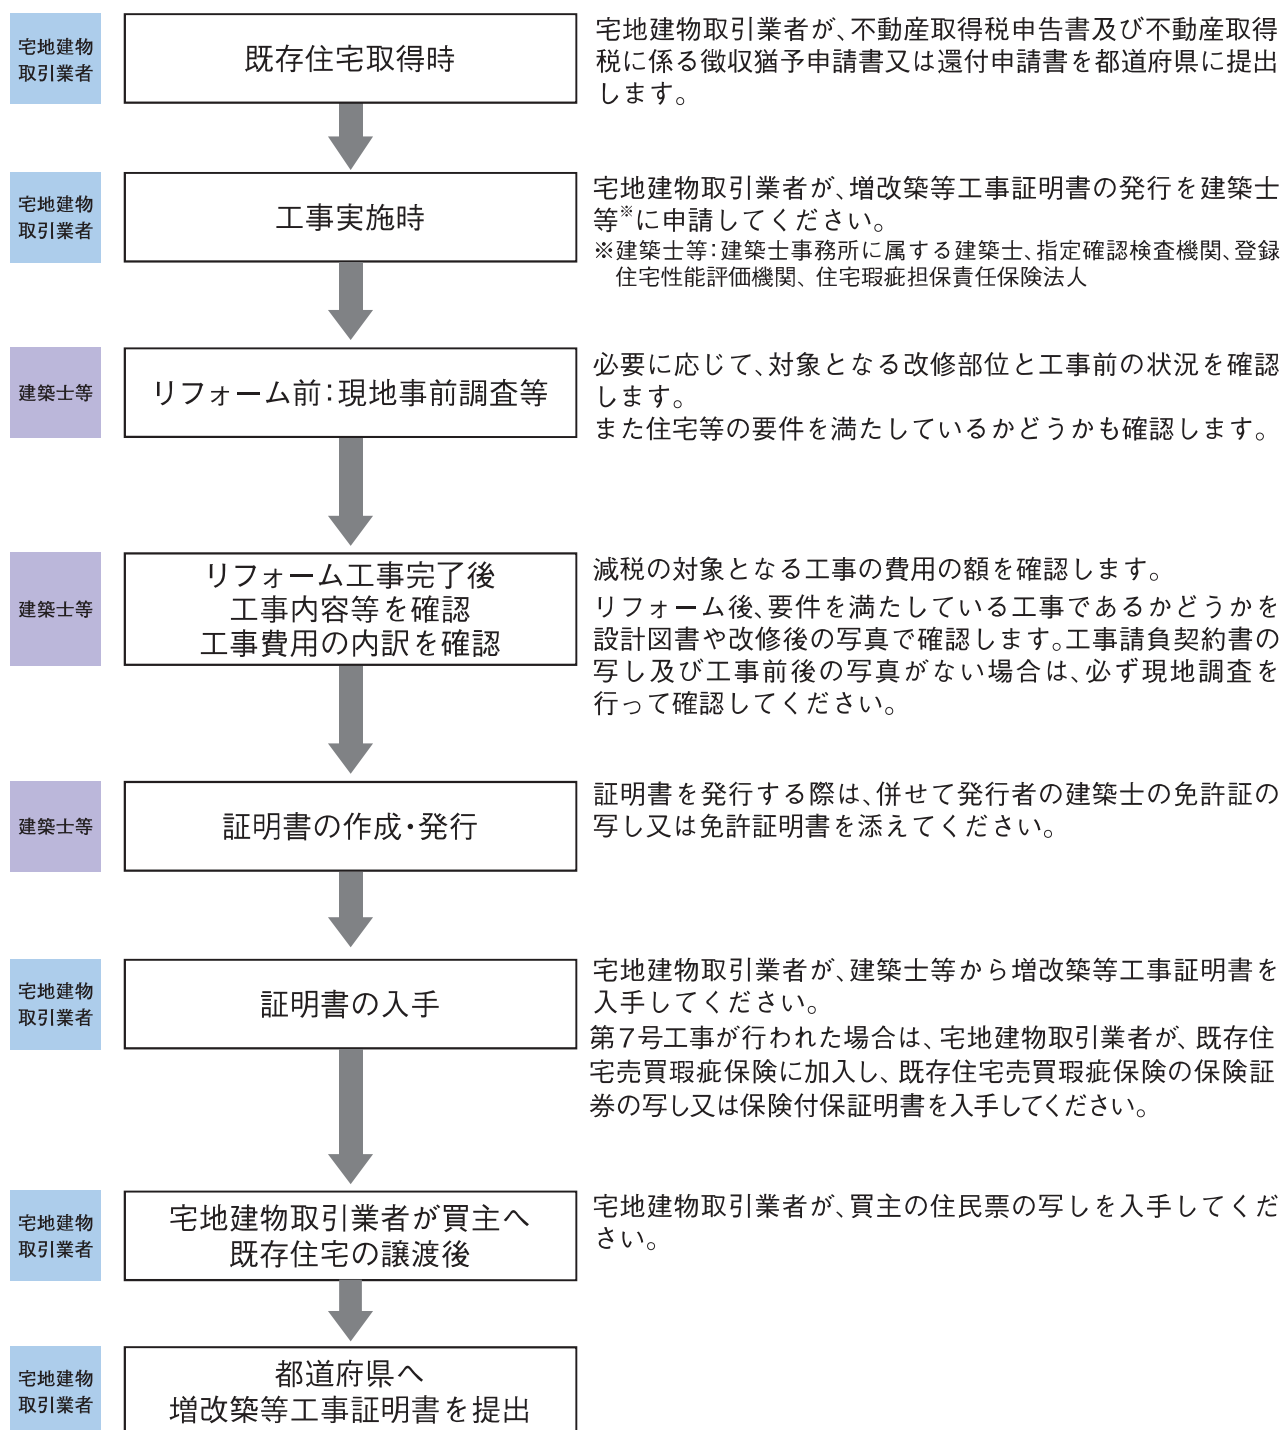 宅地建物
取引業者
既存住宅取得時
宅地建物取引業者が、不動産取得税申告書及び不動産取得
税に係る徴収猶予申請書又は還付申請書を都道府県に提出
します。
宅地建物
取引業者
工事実施時
宅地建物取引業者が、増改築等工事証明書の発行を建築士
等※に申請してください。
※建築士等：建築士事務所に属する建築士、指定確認検査機関、登録
住宅性能評価機関、住宅瑕疵担保責任保険法人
建築士等
リフォーム前：現地事前調査等
必要に応じて、対象となる改修部位と工事前の状況を確認
します。
また住宅等の要件を満たしているかどうかも確認します。
建築士等
リフォーム工事完了後
工事内容等を確認
工事費用の内訳を確認
減税の対象となる工事の費用の額を確認します。
リフォーム後、要件を満たしている工事であるかどうかを
設計図書や改修後の写真で確認します。工事請負契約書の
写し及び工事前後の写真がない場合は、必ず現地調査を
行って確認してください。
建築士等
証明書の作成・発行
証明書を発行する際は、併せて発行者の建築士の免許証の
写し又は免許証明書を添えてください。
宅地建物
取引業者
証明書の入手
宅地建物取引業者が、建築士等から増改築等工事証明書を
入手してください。
第７号工事が行われた場合は、宅地建物取引業者が、既存住
宅売買瑕疵保険に加入し、既存住宅売買瑕疵保険の保険証
券の写し又は保険付保証明書を入手してください。
宅地建物
取引業者
宅地建物取引業者が買主へ
既存住宅の譲渡後
宅地建物取引業者が、買主の住民票の写しを入手してくだ
さい。
宅地建物
取引業者
都道府県へ
増改築等工事証明書を提出